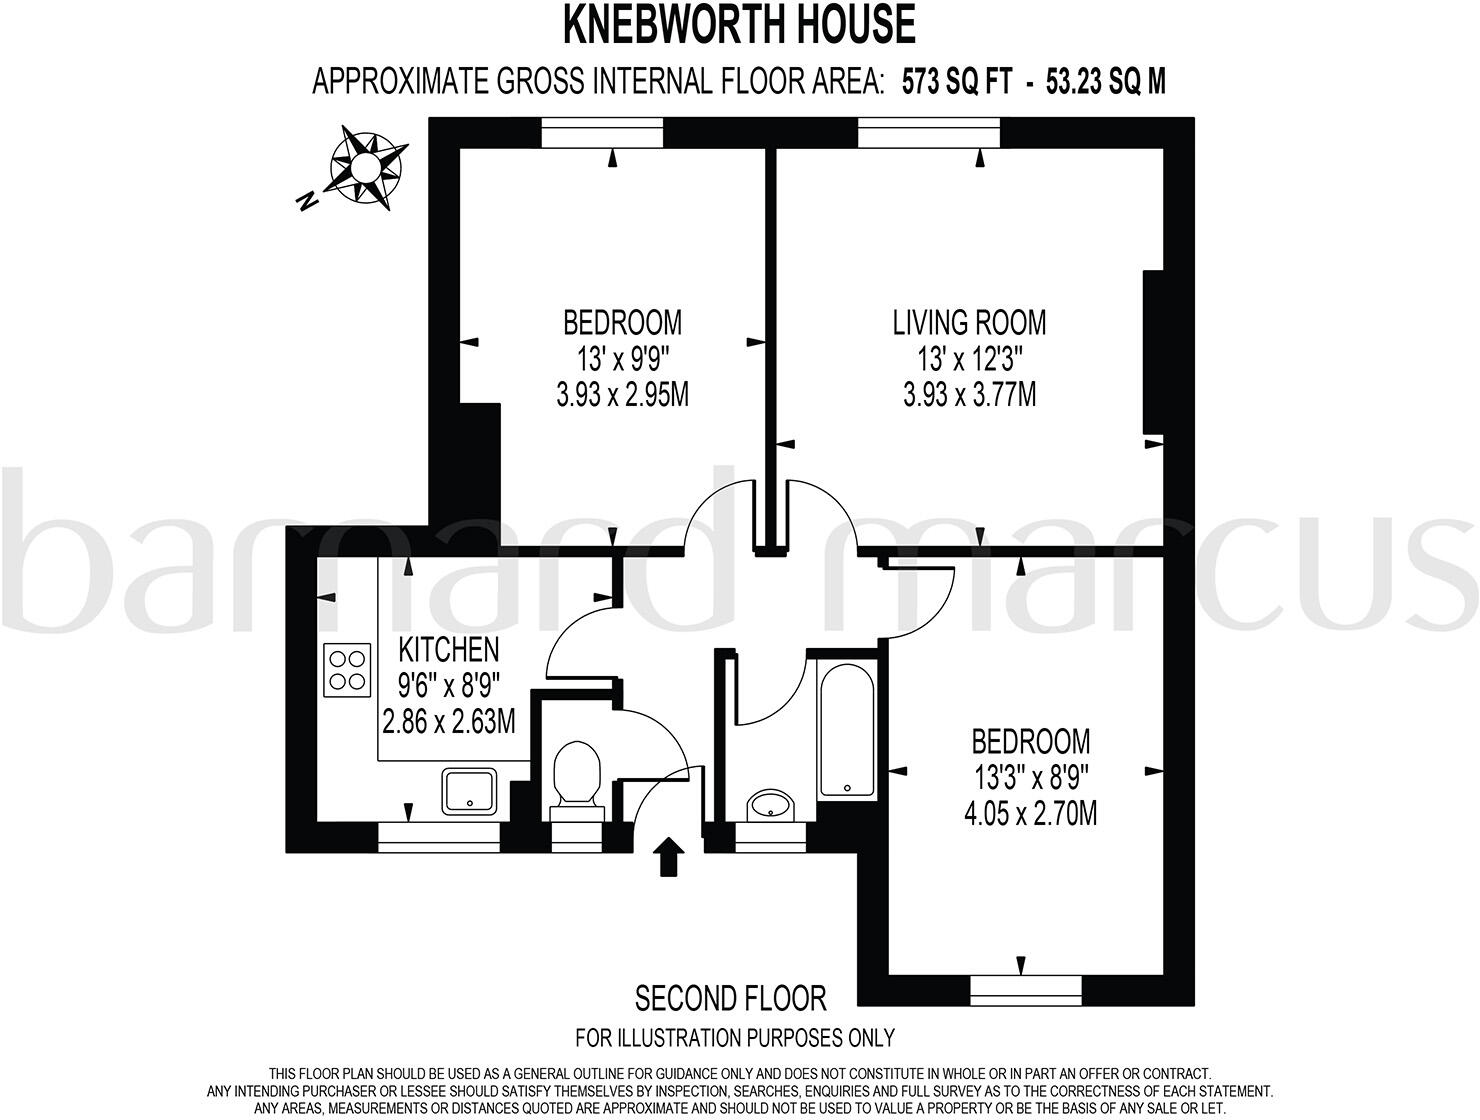 KNEBWORTH HOUSE
APPROXIMATE GROSS INTERNAL FLOOR AREA: 573 SQ FT - 53.23 SQ M
N
BEDROOM
13' x 9'9"
3.93 x 2.95M
LIVING ROOM
13' x 12'3"
3.93 x 3.77M
barnard marcus
KITCHEN
9'6" x 8'9"
2.86 x 2.63M
BEDROOM
13'3" x 8'9"
4.05 x 2.70M
SECOND FLOOR
FOR ILLUSTRATION PURPOSES ONLY
THIS FLOOR PLAN SHOULD BE USED AS A GENERAL OUTLINE FOR GUIDANCE ONLY AND DOES NOT CONSTITUTE IN WHOLE OR IN PART AN OFFER OR CONTRACT.
ANY INTENDING PURCHASER OR LESSEE SHOULD SATISFY THEMSELVES BY INSPECTION, SEARCHES, ENQUIRIES AND FULL SURVEY AS TO THE CORRECTNESS OF EACH STATEMENT.
ANY AREAS, MEASUREMENTS OR DISTANCES QUOTED ARE APPROXIMATE AND SHOULD NOT BE USED TO VALUE A PROPERTY OR BE THE BASIS OF ANY SALE OR LET.